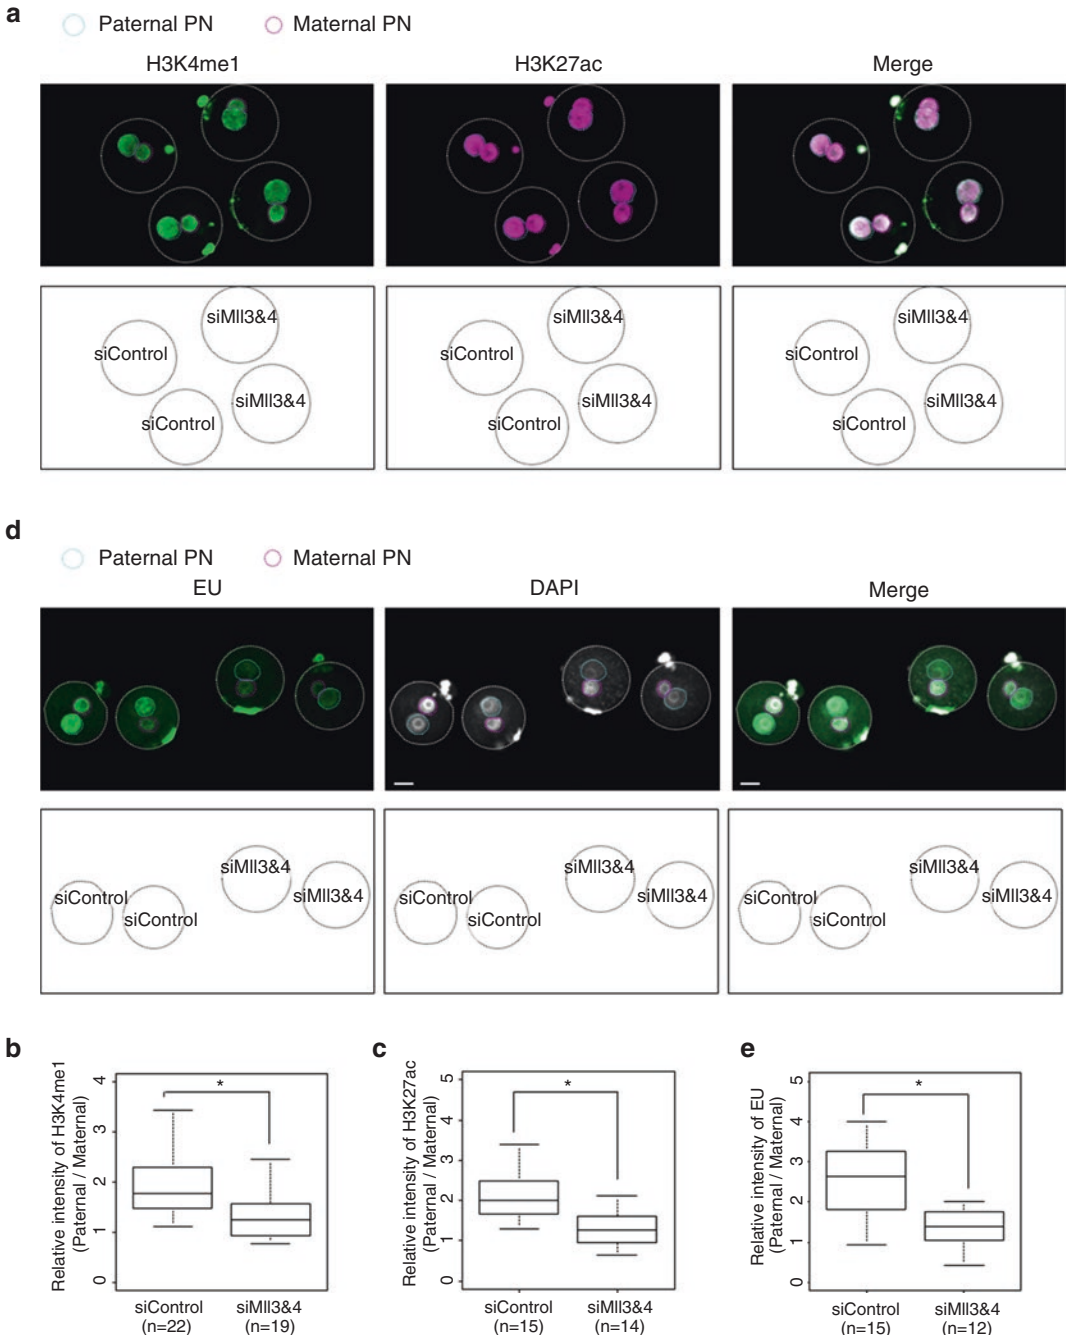 a
Paternal PN Maternal PN
H3K4me1 H3K27ac Merge
siMll3&4 siMll3&4 siMll3&4
siControl siControl siControl
siMll3&4 siMll3&4 siMll3&4
siControl siControl siControl
d
Paternal PN Maternal PN
EU DAPI Merge
siMll3&4 siMll3&4 siMll3&4
siControl siMll3&4 siControl siMll3&4 siControl siMll3&4
siControl siControl siControl
b
Relative intensity of H3K4me1
(Paternal / Maternal)
4
3
2
1
0
*
siControl siMll3&4
(n=22) (n=19)
c
Relative intensity of H3K27ac
(Paternal / Maternal)
5
4
3
2
1
0
*
siControl siMll3&4
(n=15) (n=14)
e
Relative intensity of EU
(Paternal / Maternal)
5
4
3
2
1
0
*
siControl siMll3&4
(n=15) (n=12)